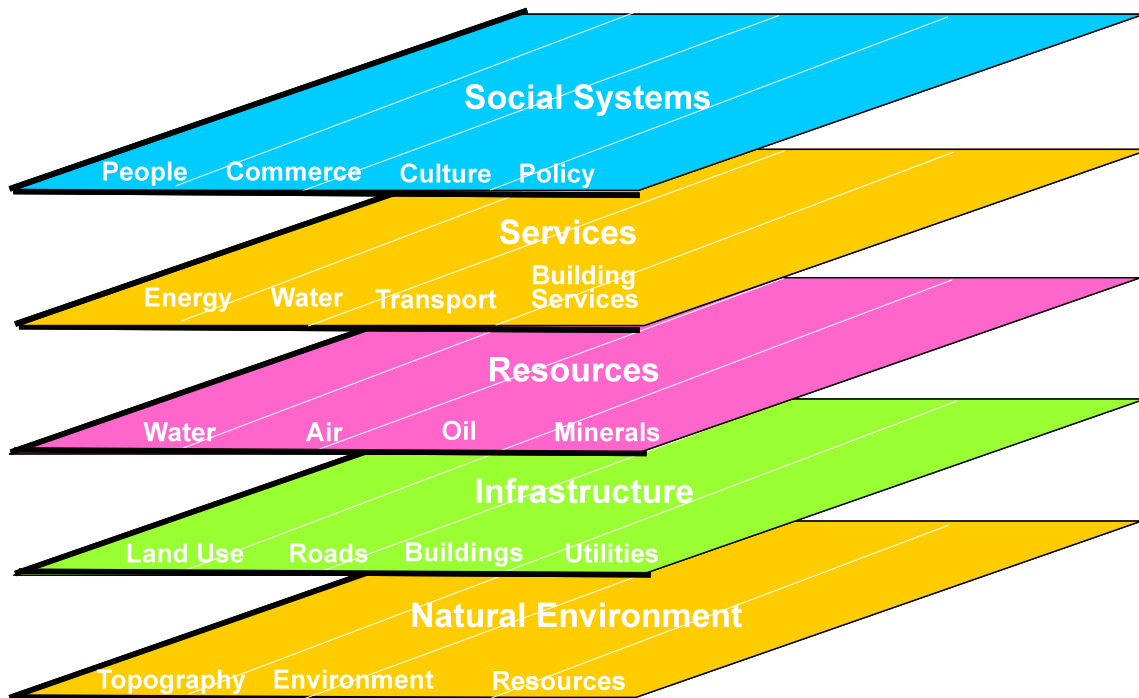 Social Systems
People Commerce Culture Policy
Services
Energy Water Transport Building Services
Resources
Water Air Oil Minerals
Infrastructure
Land Use Roads Buildings Utilities
Natural Environment
Topography Environment Resources